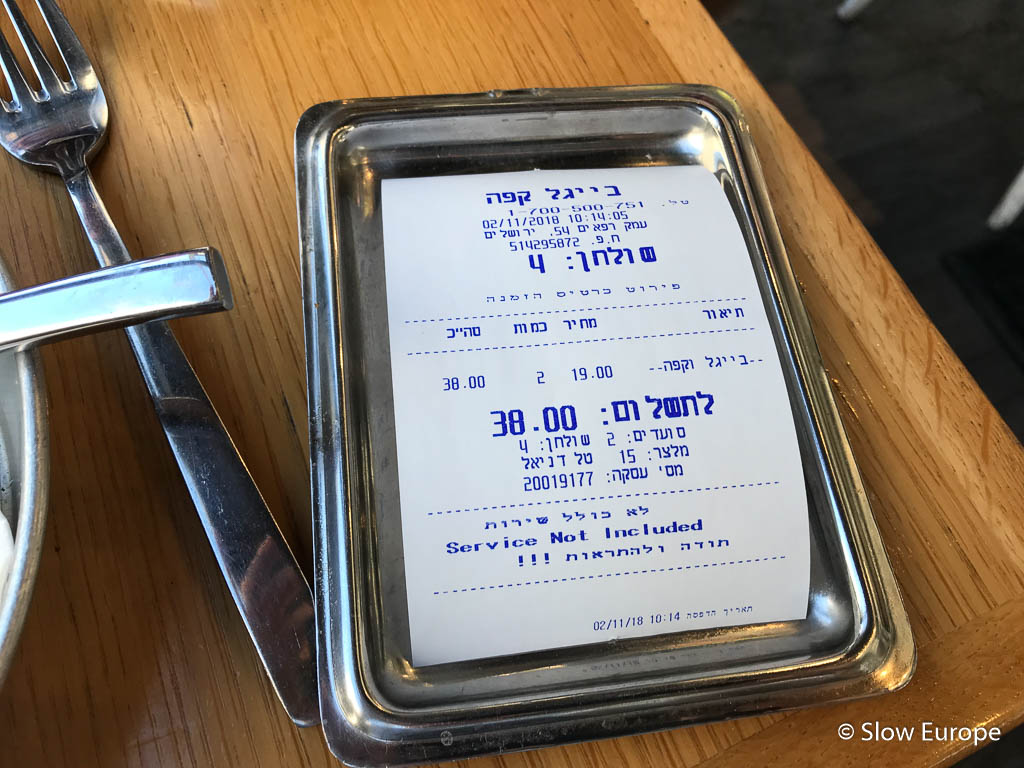 בייגל קפה
טל. 1-700-500-751
02/11/2018 10:14:05
עמק רפאים 54, ירושלים
ח.פ. 514295872
שולחן: 4
פירוט כרטיס הזמנה
תיאור מחיר כמות סה״כ
--בייגל וקפה-- 19.00 2 38.00
לתשלום: 38.00
סועדים: 2 שולחן: 4
מלצר: 15 טל דניאל
מס' עסקה: 20019177
לא כולל שירות
Service Not Included
תודה ולהתראות !!!
תאריך הדפסה 02/11/18 10:14
© Slow Europe